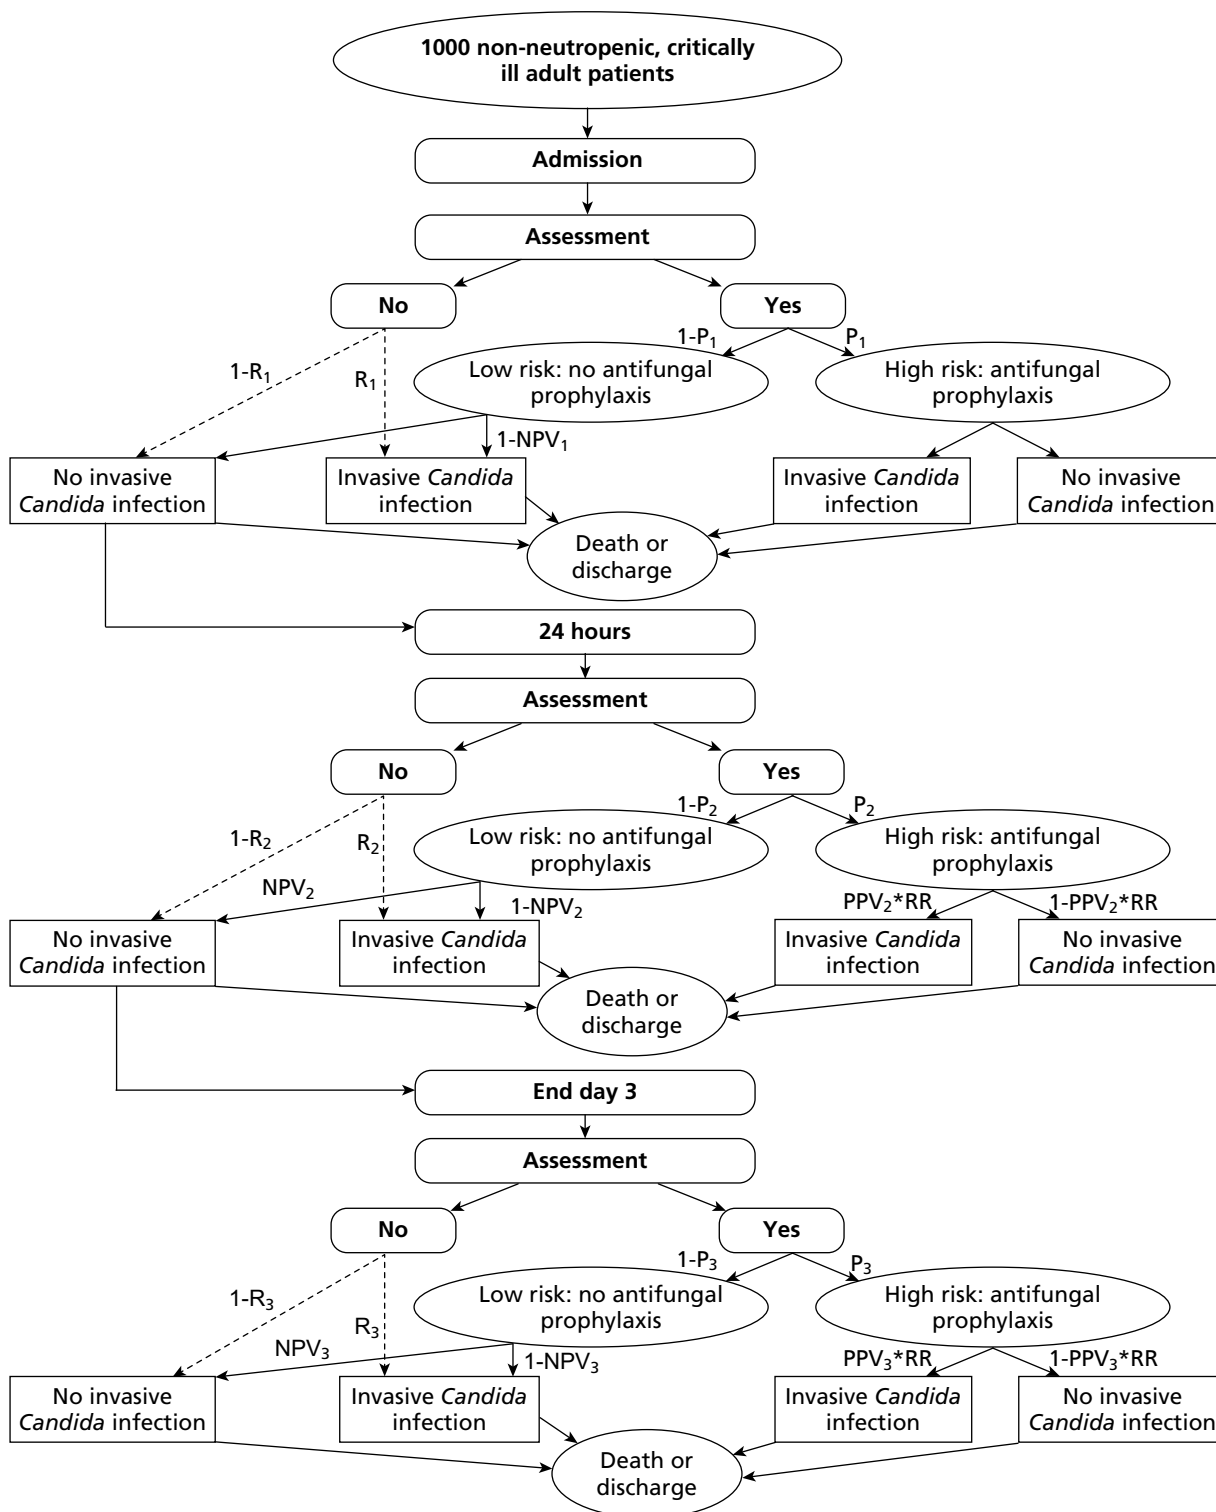 1000 non-neutropenic, critically
ill adult patients
Admission
Assessment
No
Yes
1-P₁
P₁
1-R₁
R₁
Low risk: no antifungal
prophylaxis
High risk: antifungal
prophylaxis
1-NPV₁
No invasive
Candida infection
Invasive Candida
infection
Invasive Candida
infection
No invasive
Candida infection
Death or
discharge
24 hours
Assessment
No
Yes
1-P₂
P₂
1-R₂
R₂
Low risk: no antifungal
prophylaxis
High risk: antifungal
prophylaxis
NPV₂
1-NPV₂
PPV₂*RR
1-PPV₂*RR
No invasive
Candida infection
Invasive Candida
infection
Invasive Candida
infection
No invasive
Candida infection
Death or
discharge
End day 3
Assessment
No
Yes
1-P₃
P₃
1-R₃
R₃
Low risk: no antifungal
prophylaxis
High risk: antifungal
prophylaxis
NPV₃
1-NPV₃
PPV₃*RR
1-PPV₃*RR
No invasive
Candida infection
Invasive Candida
infection
Invasive Candida
infection
No invasive
Candida infection
Death or
discharge